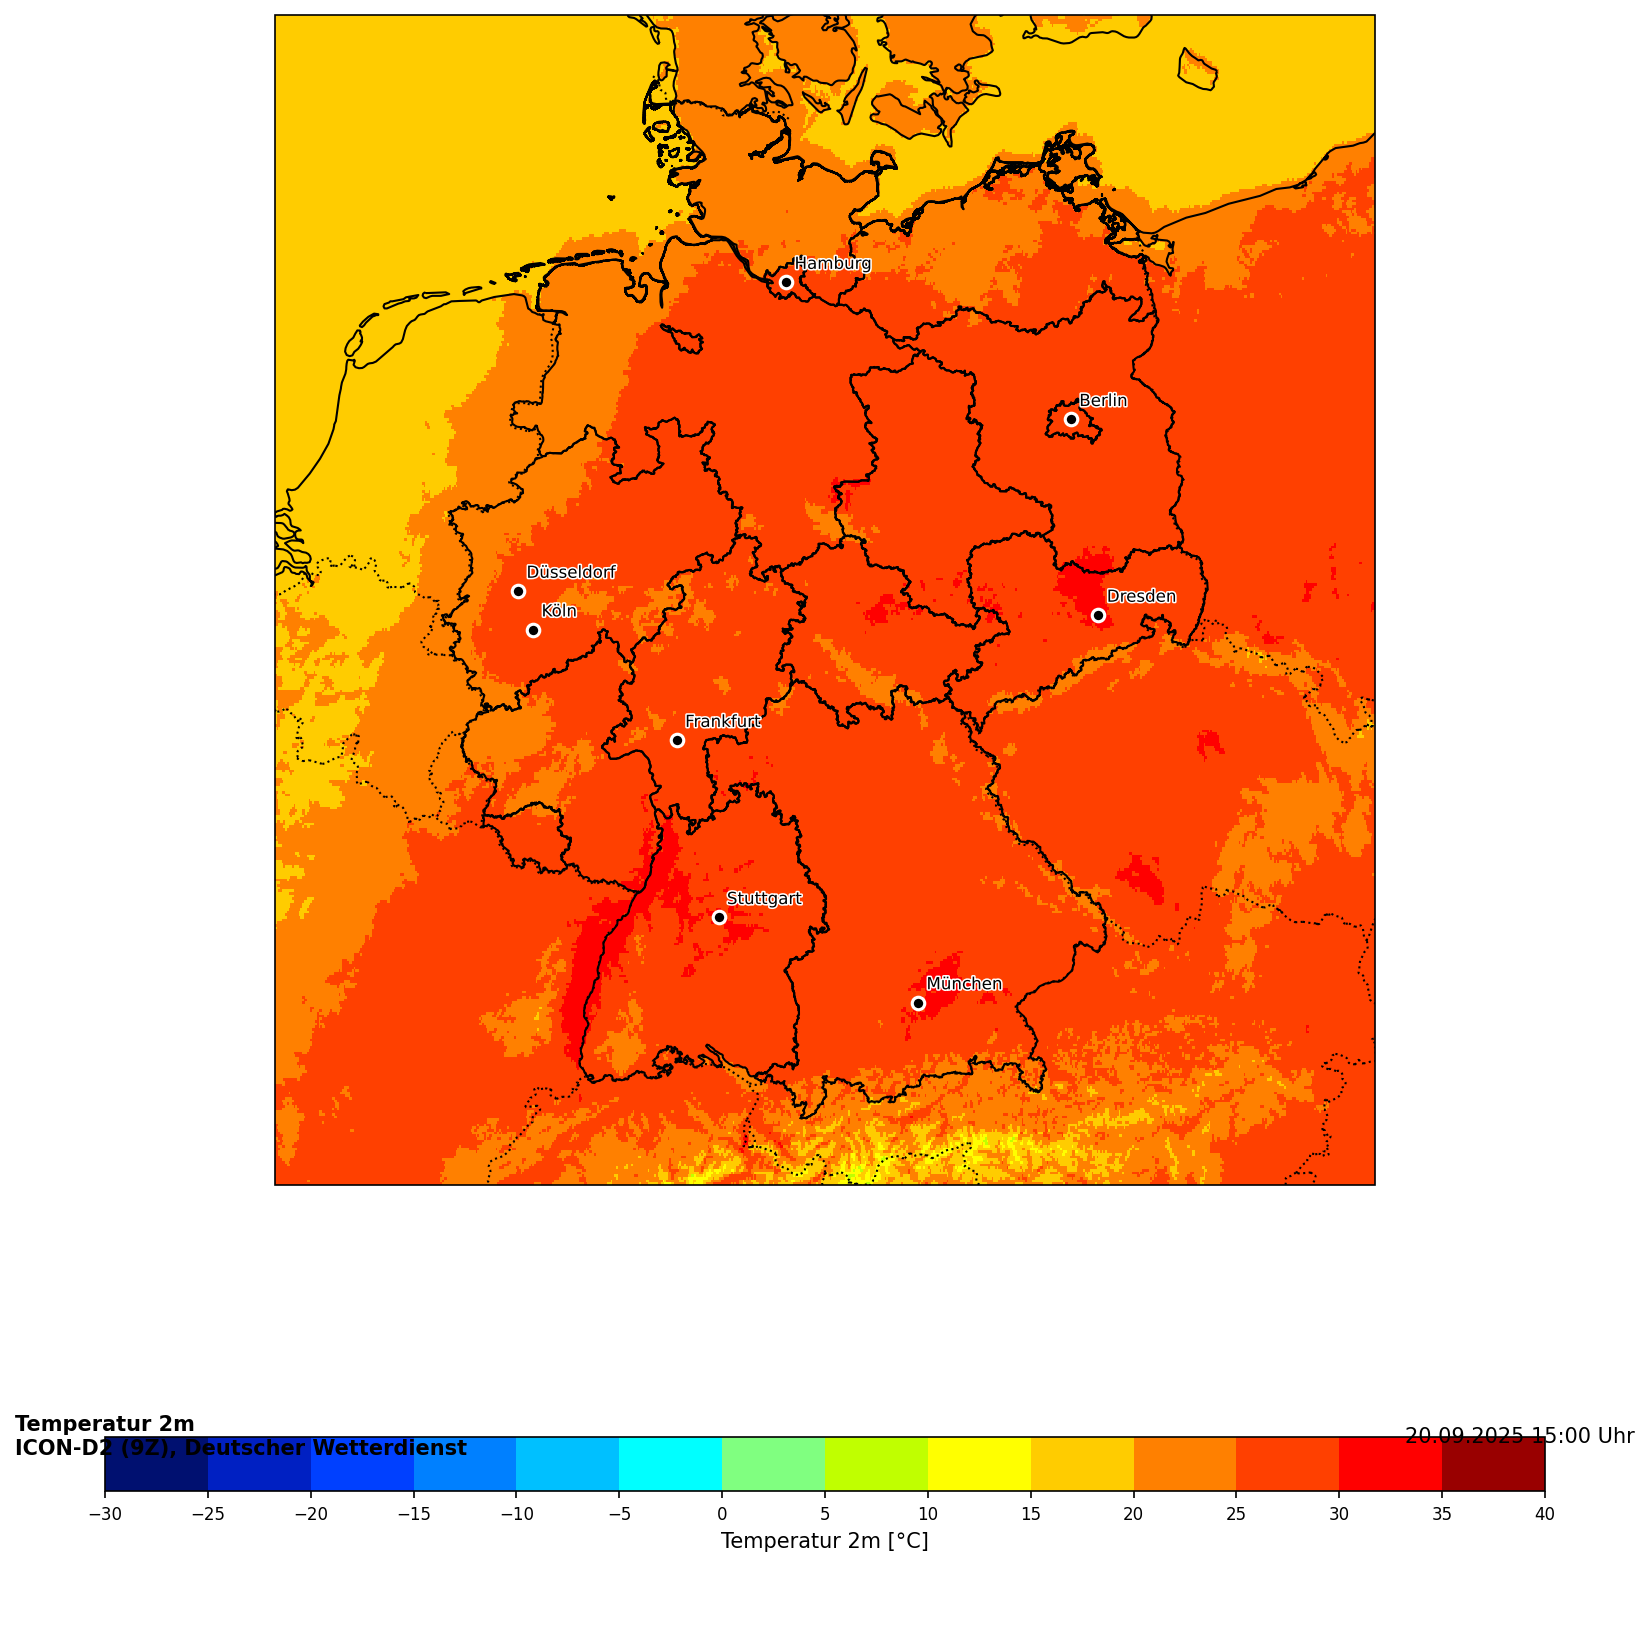 Hamburg
Berlin
Düsseldorf
Dresden
Köln
Frankfurt
Stuttgart
München
Temperatur 2m
ICON-D2 (9Z), Deutscher Wetterdienst
20.09.2025 15:00 Uhr
−30 −25 −20 −15 −10 −5 0 5 10 15 20 25 30 35 40
Temperatur 2m [°C]